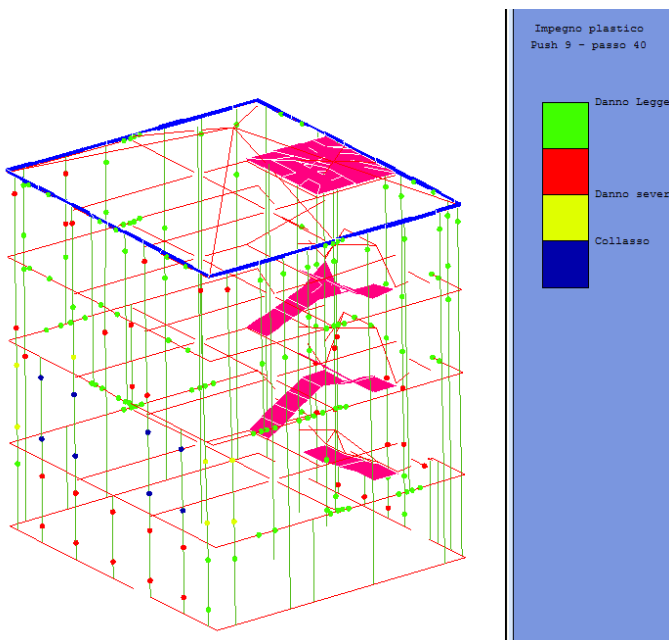 Impegno plastico
Push 9 - passo 40
Danno Legge
Danno sever
Collasso